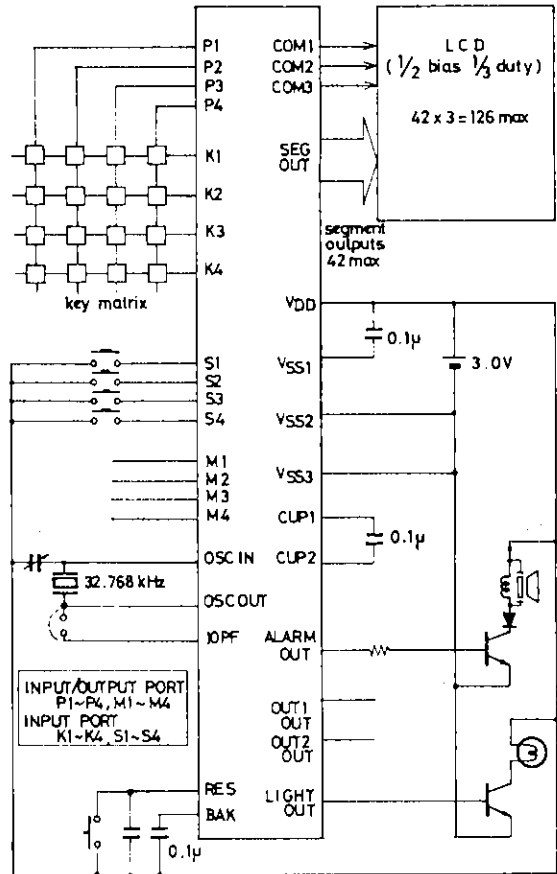 P1
P2
P3
P4
K1
K2
K3
K4
key matrix
S1
S2
S3
S4
M1
M2
M3
M4
OSC IN
32.768 kHz
OSC OUT
10PF
INPUT/OUTPUT PORT
P1~P4, M1~M4
INPUT PORT
K1~K4, S1~S4
RES
BAK
0.1μ
COM1
COM2
COM3
SEG
OUT
LCD
(1/2 bias 1/3 duty)
42 x 3 = 126 max
segment
outputs
42 max
VDD
0.1μ
VSS1
3.0V
VSS2
VSS3
CUP1
0.1μ
CUP2
ALARM
OUT
OUT1
OUT
OUT2
OUT
LIGHT
OUT